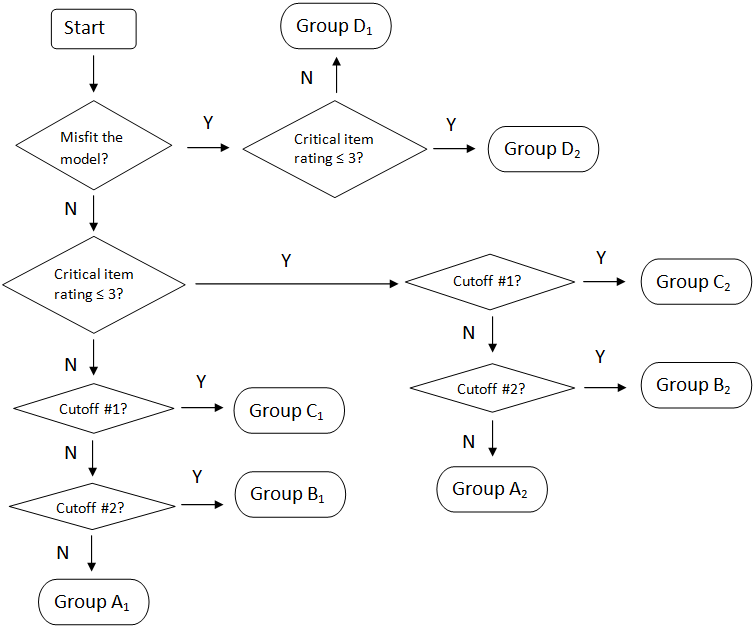 Start
Group D₁
N
Misfit the
model?
Y
Critical item
rating ≤ 3?
Y
Group D₂
N
Critical item
rating ≤ 3?
Y
Cutoff #1?
Y
Group C₂
N
Cutoff #2?
Y
Group B₂
N
Group A₂
N
Cutoff #1?
Y
Group C₁
N
Cutoff #2?
Y
Group B₁
N
Group A₁